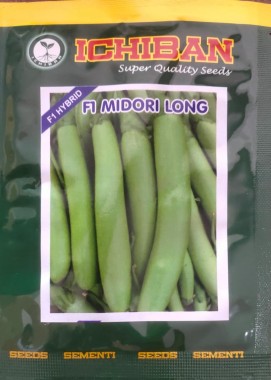 ICHIBAN
Super Quality Seeds
F1 HYBRID
F1 MIDORI LONG
SEEDS SEMENTI SEEDS SEMENTI